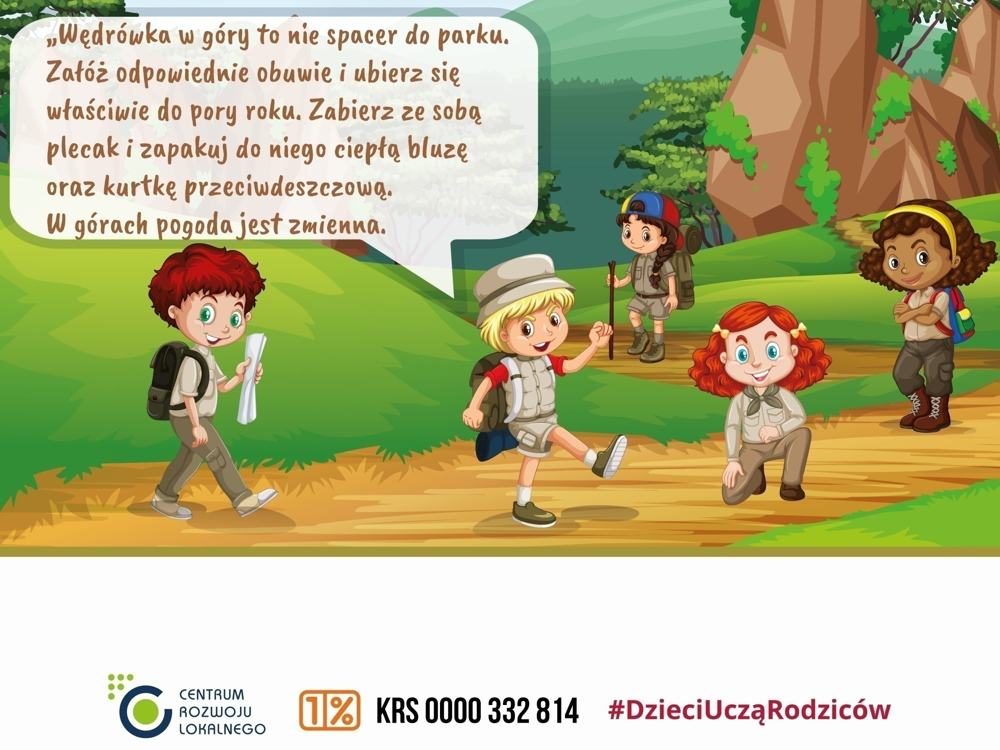 „Wędrówka w góry to nie spacer do parku.
Załóż odpowiednie obuwie i ubierz się
właściwie do pory roku. Zabierz ze sobą
plecak i zapakuj do niego ciepłą bluzę
oraz kurtkę przeciwdeszczową.
W górach pogoda jest zmienna.
CENTRUM
ROZWOJU
LOKALNEGO
1%
KRS 0000 332 814
#DzieciUcząRodziców